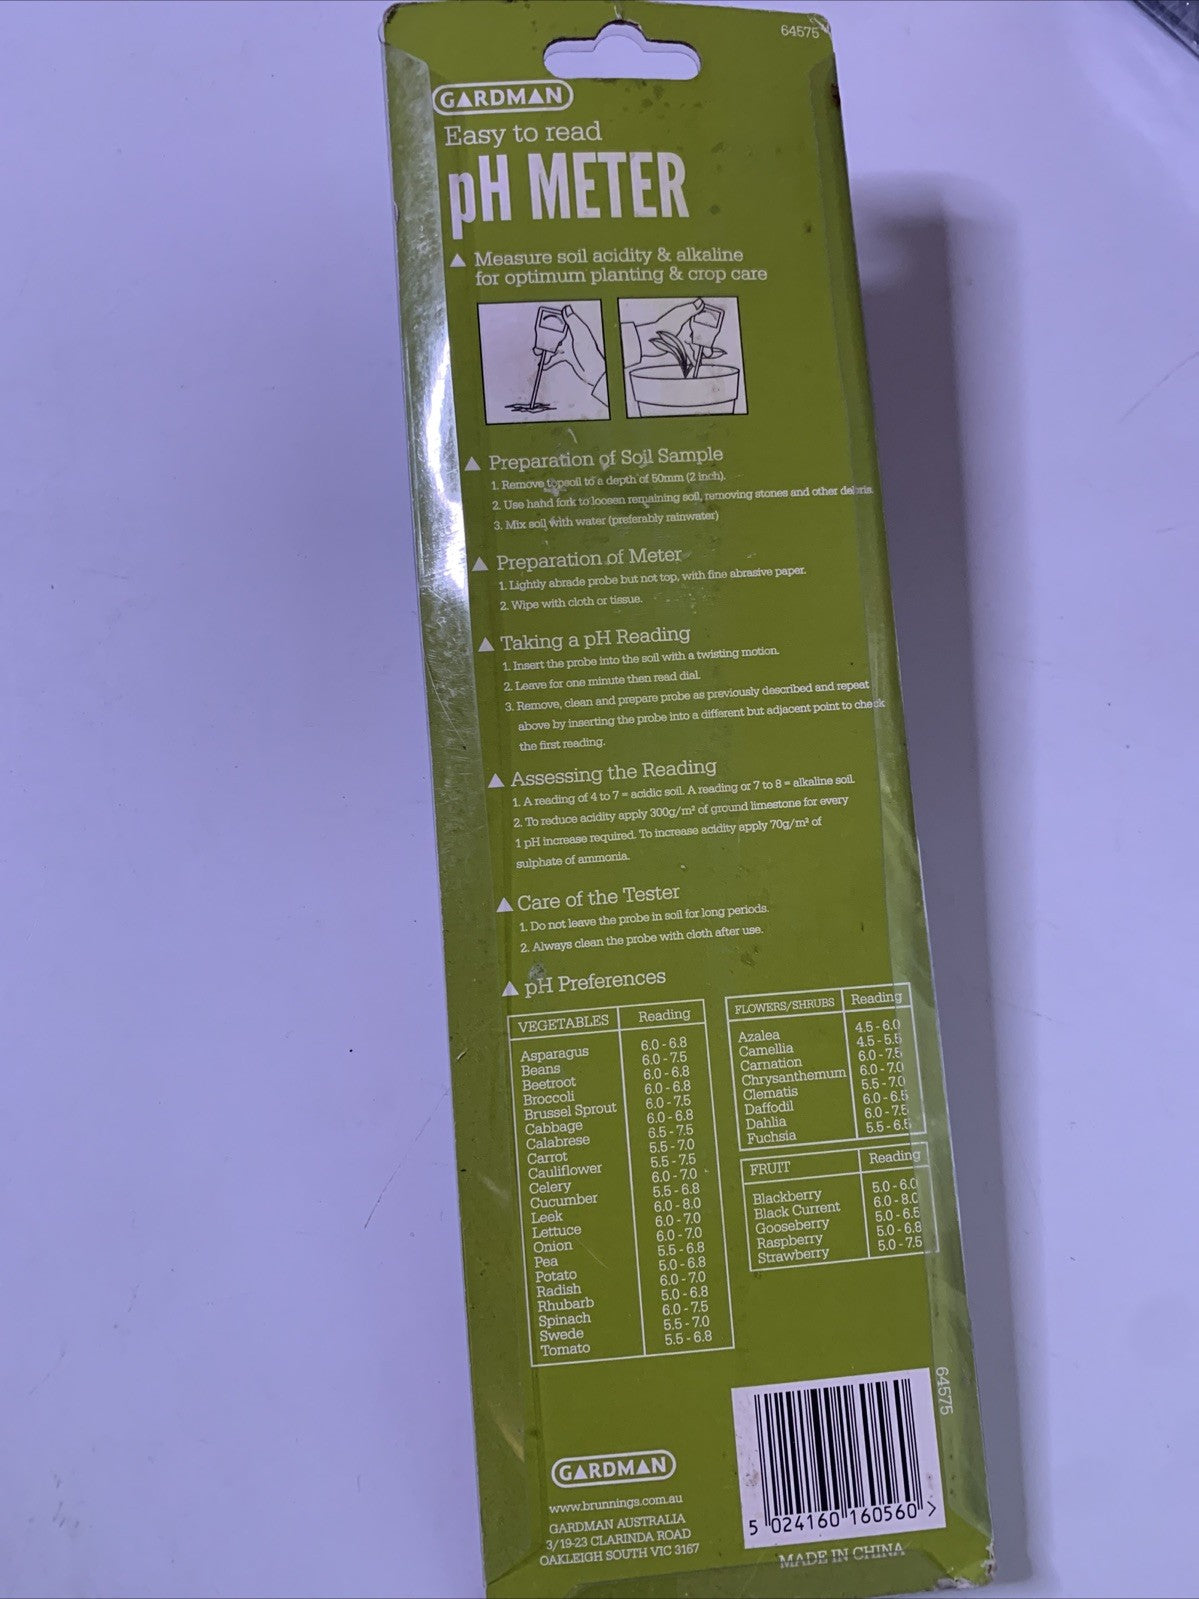 64575
GARDMAN
Easy to read
pH METER
Measure soil acidity & alkaline
for optimum planting & crop care
Preparation of Soil Sample
1. Remove topsoil to a depth of 50mm (2 inch).
2. Use hand fork to loosen remaining soil, removing stones and other debris.
3. Mix soil with water (preferably rainwater)
Preparation of Meter
1. Lightly abrade probe but not top, with fine abrasive paper.
2. Wipe with cloth or tissue.
Taking a pH Reading
1. Insert the probe into the soil with a twisting motion.
2. Leave for one minute then read dial.
3. Remove, clean and prepare probe as previously described and repeat
above by inserting the probe into a different but adjacent point to check
the first reading.
Assessing the Reading
1. A reading of 4 to 7 = acidic soil. A reading or 7 to 8 = alkaline soil.
2. To reduce acidity apply 300g/m² of ground limestone for every
1 pH increase required. To increase acidity apply 70g/m² of
sulphate of ammonia.
Care of the Tester
1. Do not leave the probe in soil for long periods.
2. Always clean the probe with cloth after use.
pH Preferences
VEGETABLES Reading
Asparagus 6.0 - 6.8
Beans 6.0 - 7.5
Beetroot 6.0 - 6.8
Broccoli 6.0 - 6.8
Brussel Sprout 6.0 - 7.5
Cabbage 6.0 - 6.8
Calabrese 6.5 - 7.5
Carrot 5.5 - 7.0
Cauliflower 5.5 - 7.5
Celery 6.0 - 7.0
Cucumber 5.5 - 6.8
Leek 6.0 - 8.0
Lettuce 6.0 - 7.0
Onion 6.0 - 7.0
Pea 5.5 - 6.8
Potato 5.0 - 6.8
Radish 6.0 - 7.0
Rhubarb 5.0 - 6.8
Spinach 6.0 - 7.5
Swede 5.5 - 7.0
Tomato 5.5 - 6.8
FLOWERS/SHRUBS Reading
Azalea 4.5 - 6.0
Camellia 4.5 - 5.5
Carnation 6.0 - 7.5
Chrysanthemum 6.0 - 7.0
Clematis 5.5 - 7.0
Daffodil 6.0 - 6.5
Dahlia 6.0 - 7.5
Fuchsia 5.5 - 6.5
FRUIT Reading
Blackberry 5.0 - 6.0
Black Current 6.0 - 8.0
Gooseberry 5.0 - 6.5
Raspberry 5.0 - 6.8
Strawberry 5.0 - 7.5
GARDMAN
www.brunnings.com.au
GARDMAN AUSTRALIA
3/19-23 CLARINDA ROAD
OAKLEIGH SOUTH VIC 3167
64575
5 024160 160560 >
MADE IN CHINA